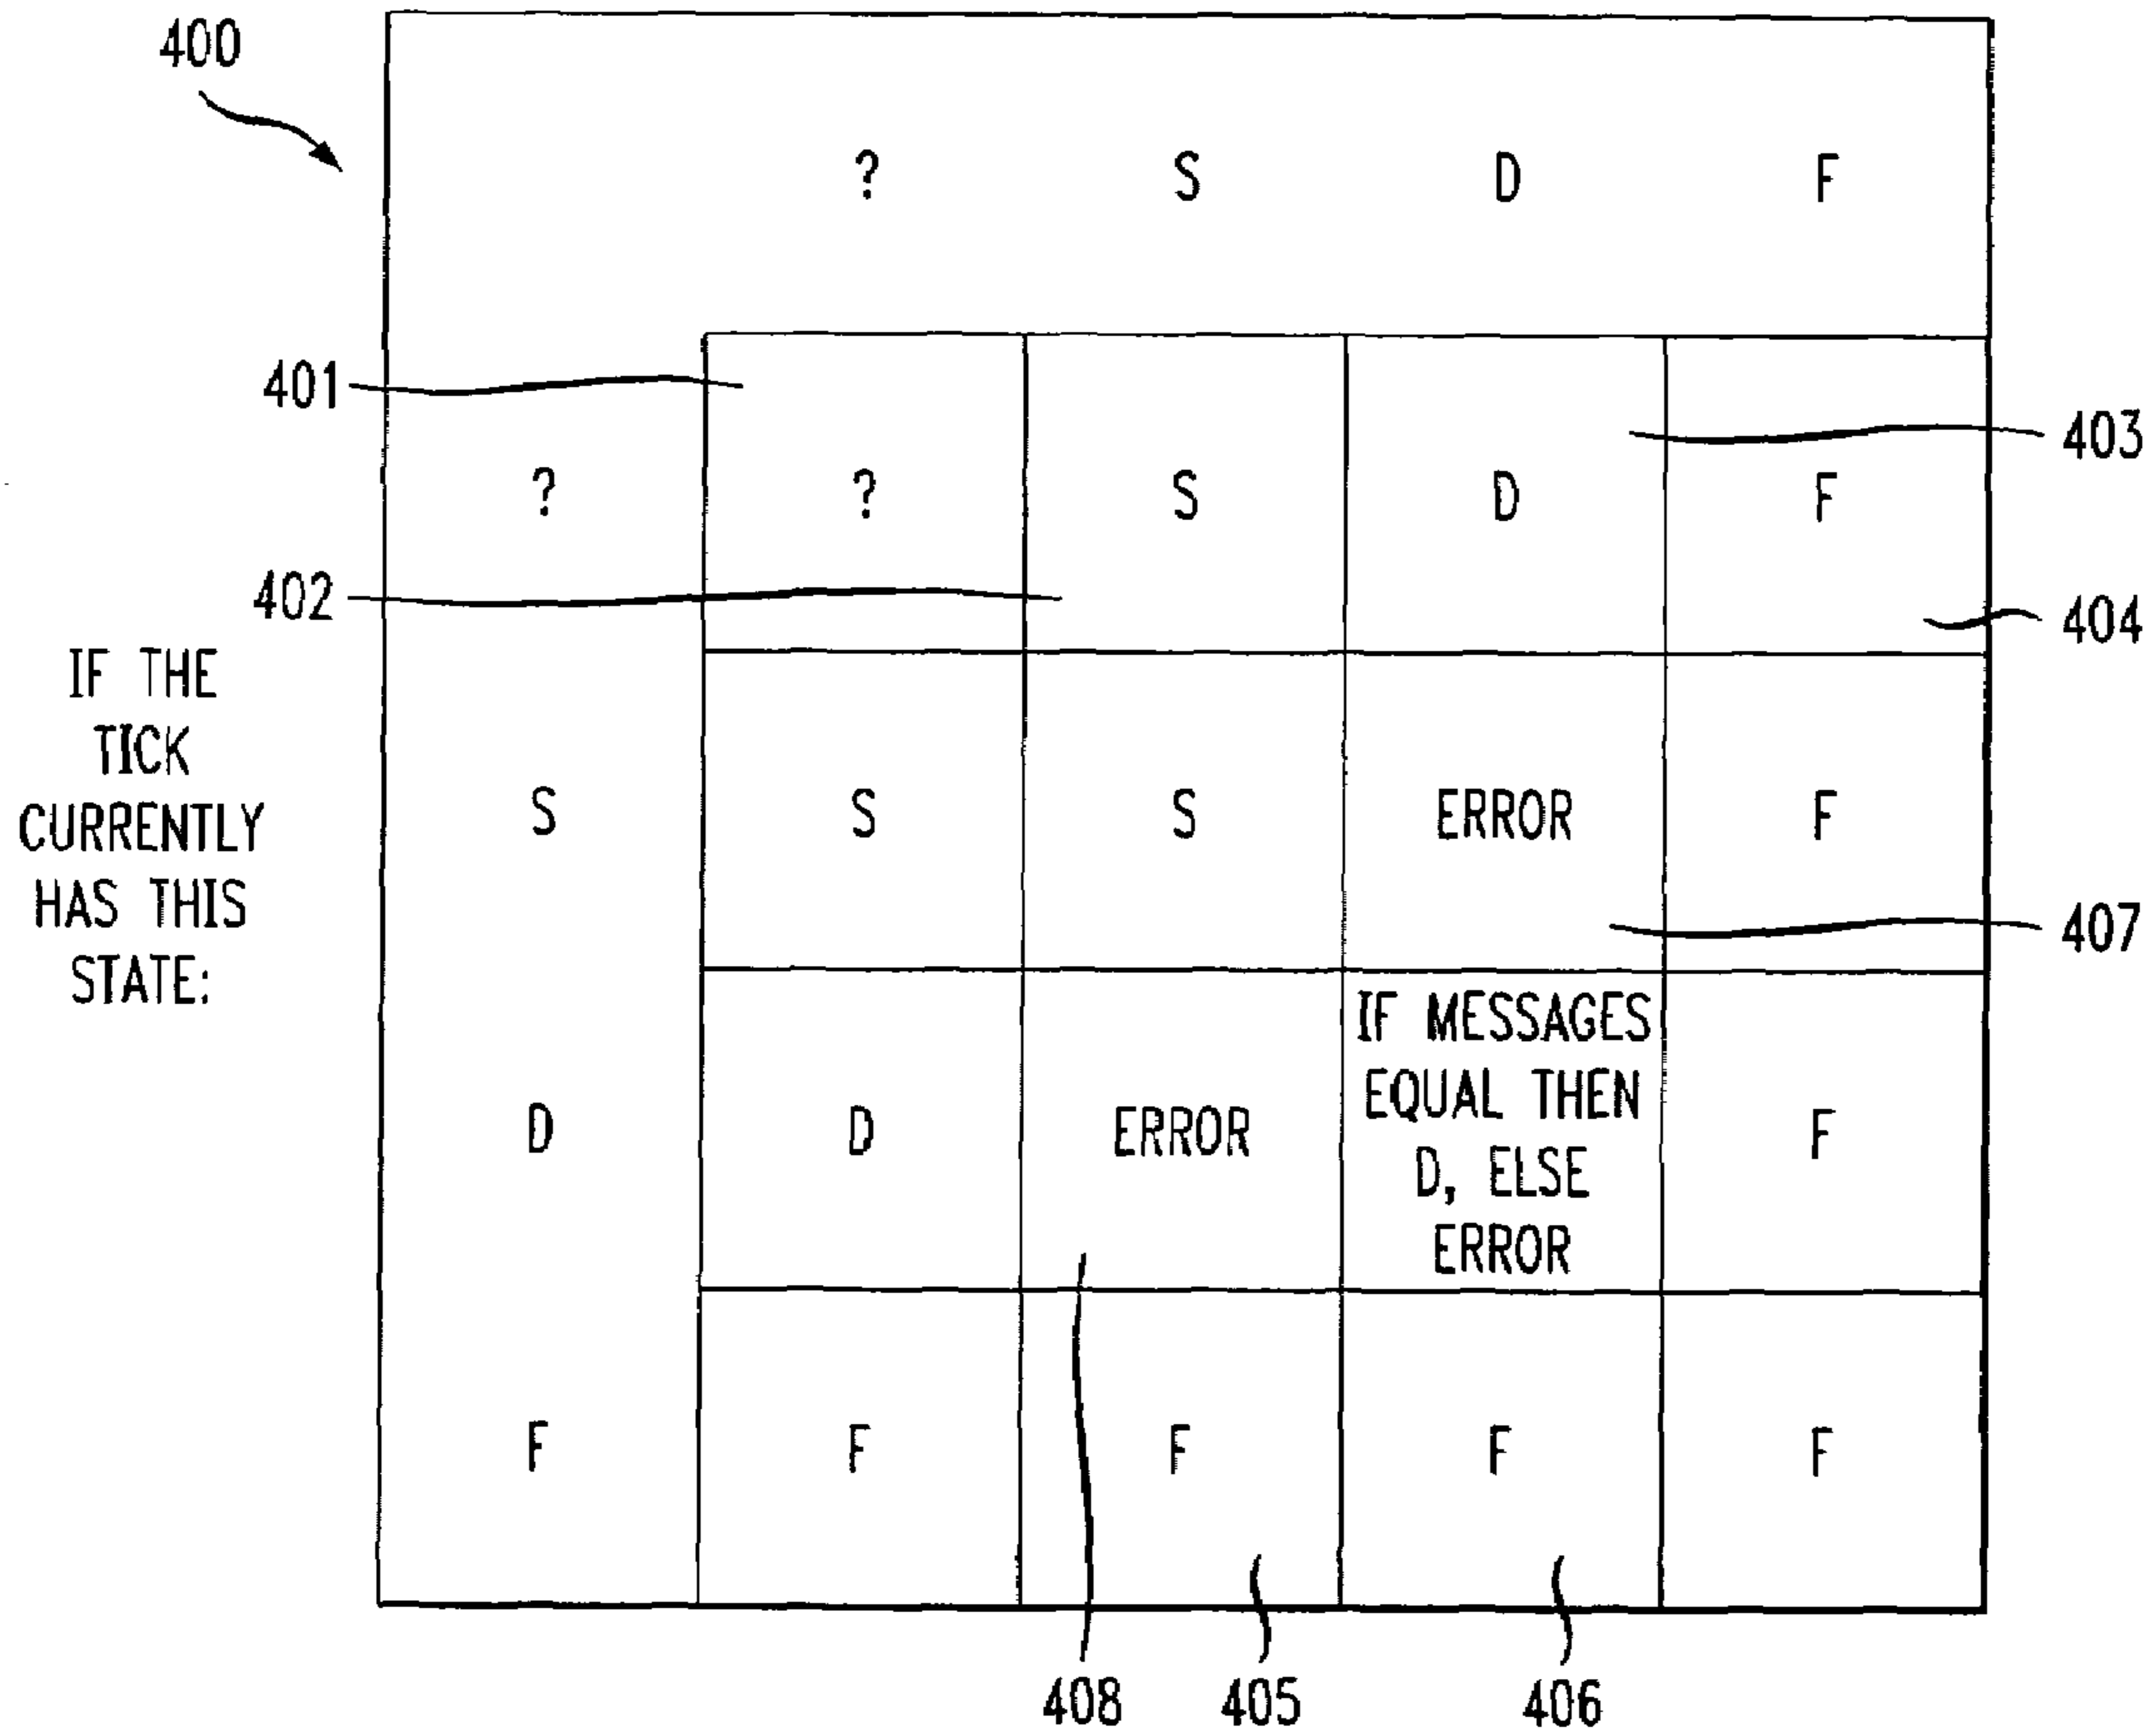 400
? S D F
401
403
? ? S D F
402
404
IF THE
TICK
CURRENTLY
HAS THIS
STATE:
S S S ERROR F
407
D D ERROR IF MESSAGES
EQUAL THEN
D, ELSE
ERROR
F
F F F F F
408 405 406